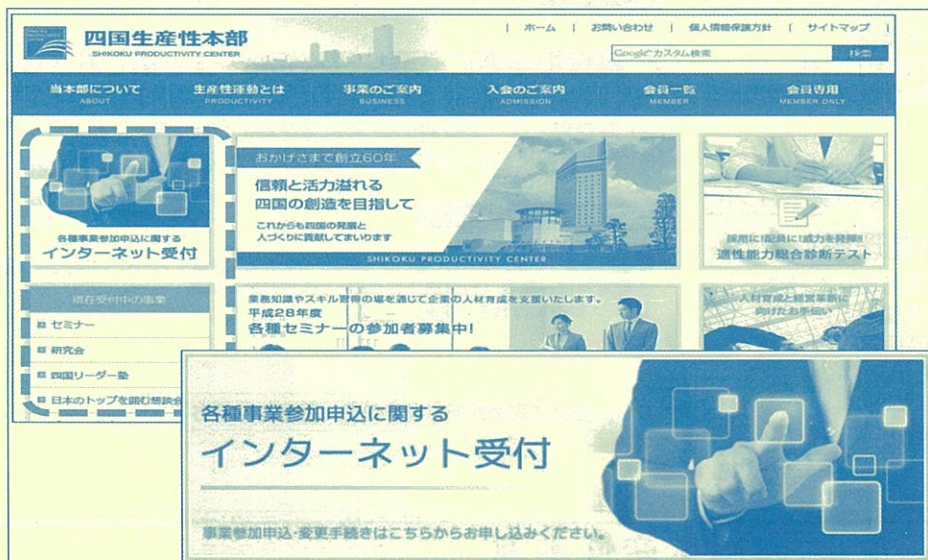 四国生産性本部
SHIKOKU PRODUCTIVITY CENTER
| ホーム | お問い合わせ | 個人情報保護方針 | サイトマップ |
Google カスタム検索
検索
当本部について
ABOUT
生産性運動とは
PRODUCTIVITY
事業のご案内
BUSINESS
入会のご案内
ADMISSION
会員一覧
MEMBER
会員専用
MEMBER ONLY
各種事業参加申込に関する
インターネット受付
おかげさまで創立60年
信頼と活力溢れる
四国の創造を目指して
これからも四国の発展と
人づくりに貢献してまいります
SHIKOKU PRODUCTIVITY CENTER
採用に!配員に!威力を発揮!!
適性能力総合診断テスト
現在受付中の事業
セミナー
研究会
四国リーダー塾
日本のトップを囲む懇談会
業務知識やスキル習得の場を通じて企業の人材育成を支援いたします。
平成28年度
各種セミナーの参加者募集中!
人材育成と経営革新に
向けたお手伝い
各種事業参加申込に関する
インターネット受付
事業参加申込・変更手続きはこちらからお申し込みください。